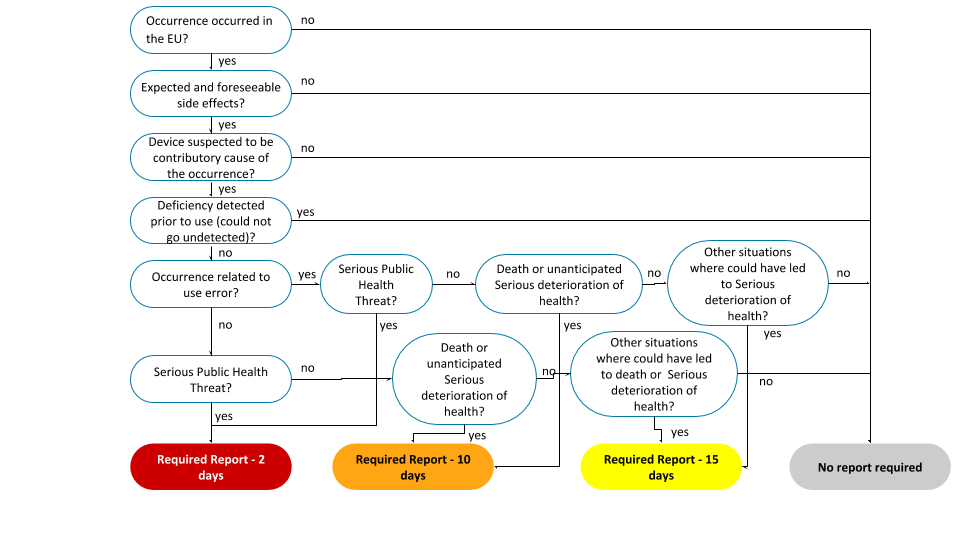 Occurrence occurred in
the EU?
no
yes
Expected and foreseeable
side effects?
no
yes
Device suspected to be
contributory cause of
the occurrence?
no
yes
Deficiency detected
prior to use (could not
go undetected)?
yes
no
Occurrence related to
use error?
yes
Serious Public
Health
Threat?
no
Death or unanticipated
Serious deterioration of
health?
no
Other situations
where could have led
to Serious
deterioration of
health?
no
no
yes
yes
yes
Serious Public Health
Threat?
no
Death or
unanticipated
Serious
deterioration of
health?
no
Other situations
where could have led
to death or  Serious
deterioration of
health?
no
yes
yes
yes
Required Report - 2
days
Required Report - 10
days
Required Report - 15
days
No report required